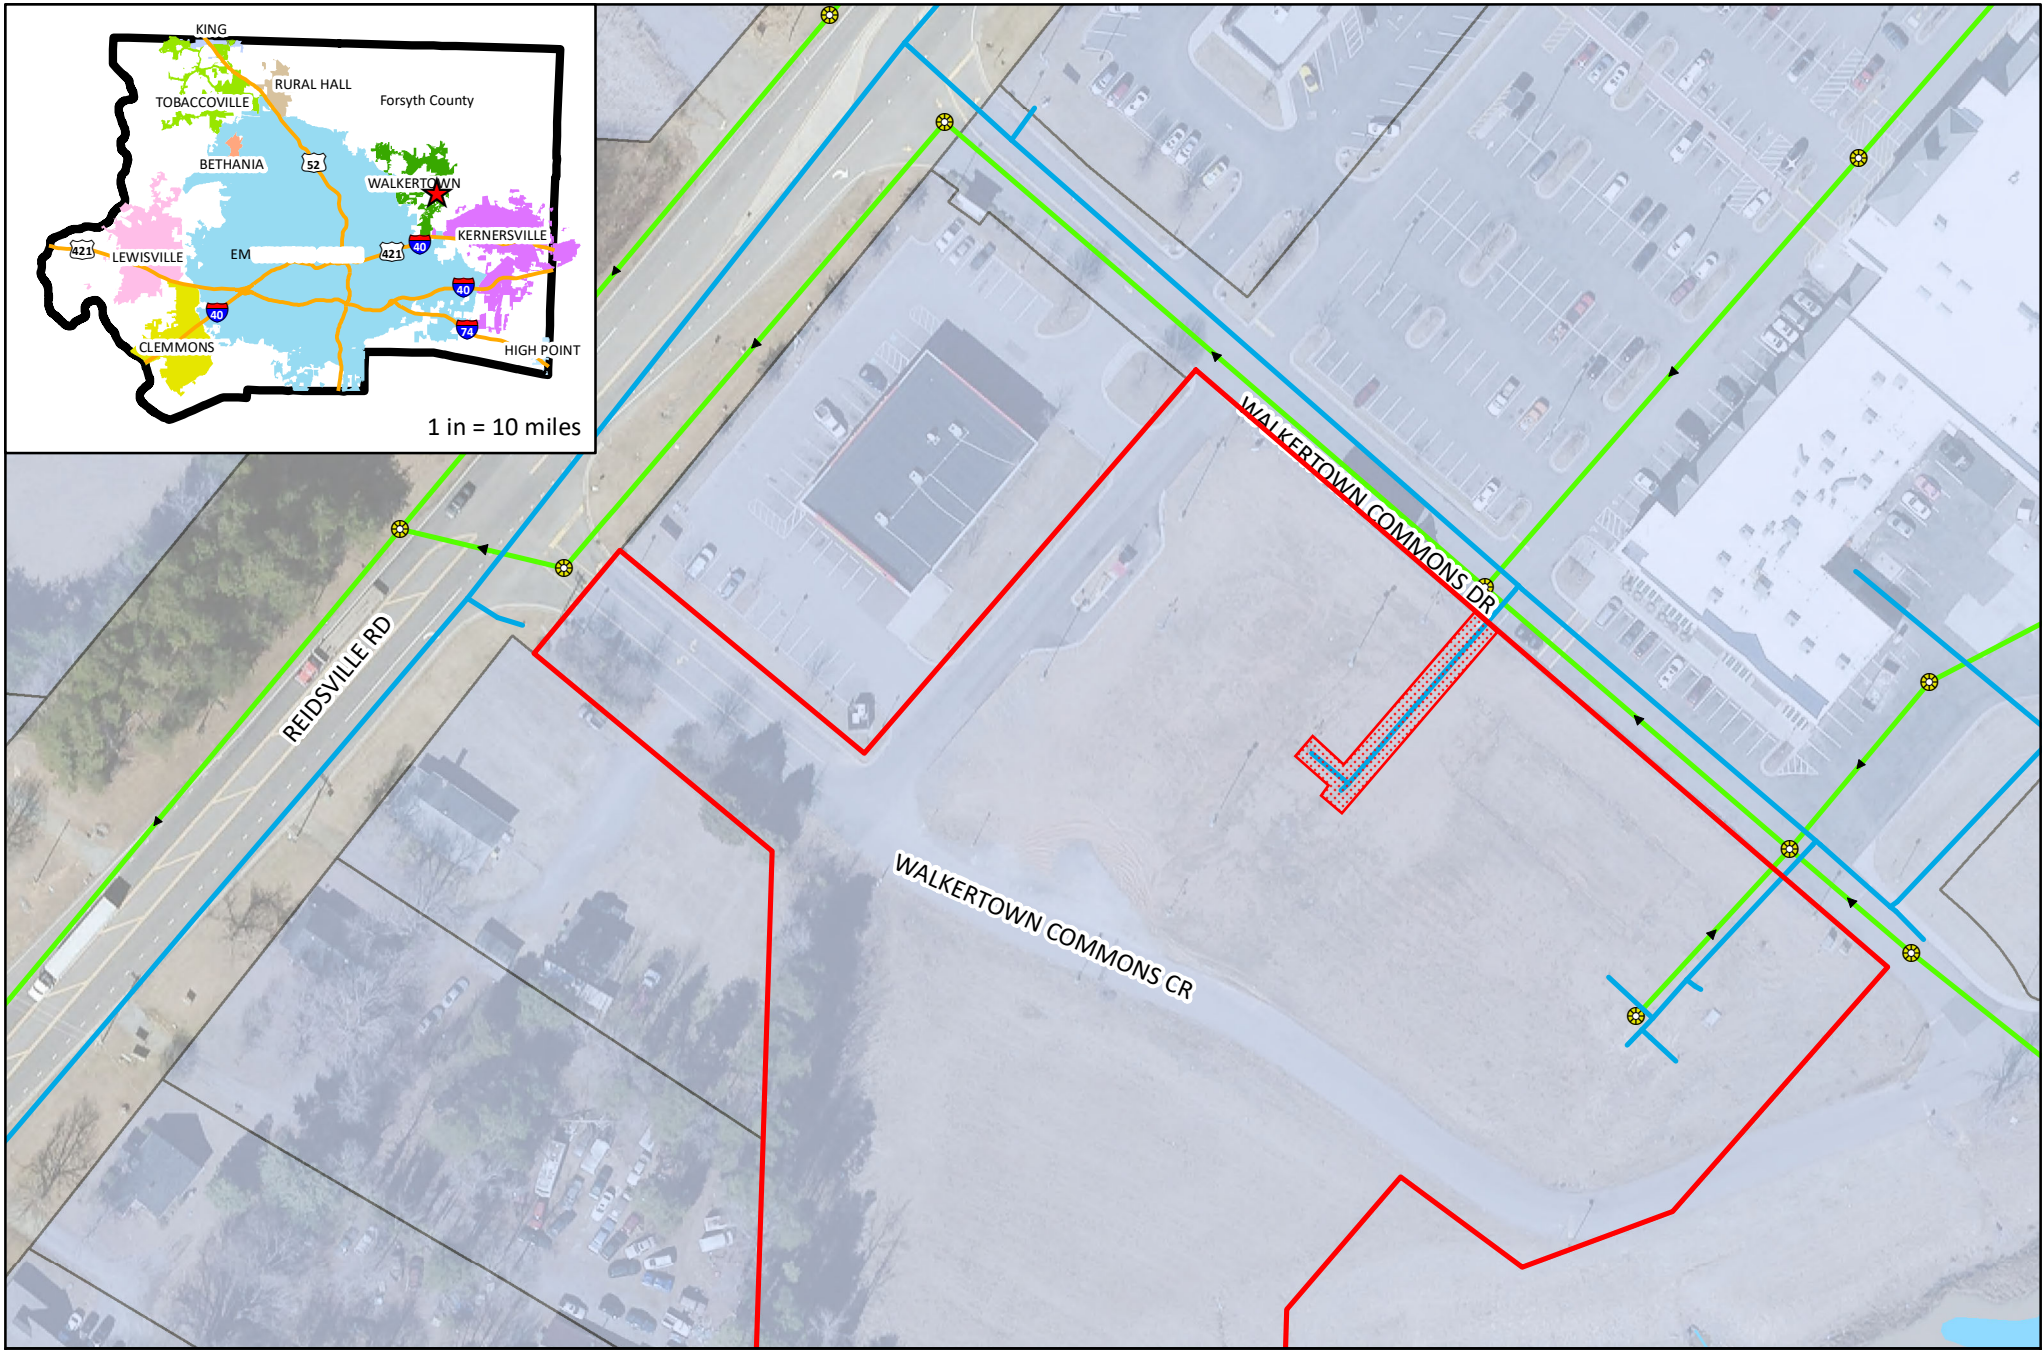 KING
RURAL HALL
TOBACCOVILLE
Forsyth County
BETHANIA
52
WALKERTOWN
421
LEWISVILLE
EM
421
40
KERNERSVILLE
40
40
74
CLEMMONS
HIGH POINT
1 in = 10 miles
WALKERTOWN COMMONS DR
REIDSVILLE RD
WALKERTOWN COMMONS CR